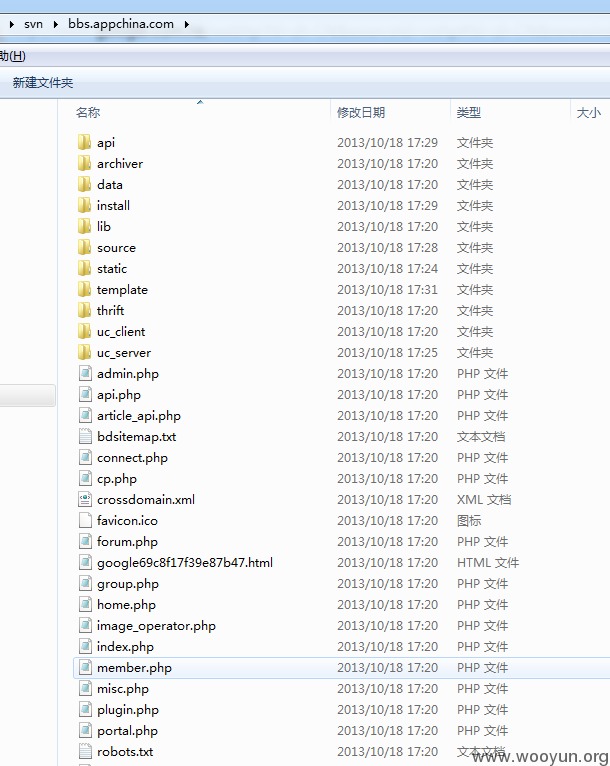 svn bbs.appchina.com
助(H)
新建文件夹
名称 修改日期 类型 大小
api 2013/10/18 17:29 文件夹
archiver 2013/10/18 17:20 文件夹
data 2013/10/18 17:20 文件夹
install 2013/10/18 17:29 文件夹
lib 2013/10/18 17:20 文件夹
source 2013/10/18 17:28 文件夹
static 2013/10/18 17:24 文件夹
template 2013/10/18 17:31 文件夹
thrift 2013/10/18 17:20 文件夹
uc_client 2013/10/18 17:20 文件夹
uc_server 2013/10/18 17:25 文件夹
admin.php 2013/10/18 17:20 PHP 文件
api.php 2013/10/18 17:20 PHP 文件
article_api.php 2013/10/18 17:20 PHP 文件
bdsitemap.txt 2013/10/18 17:20 文本文档
connect.php 2013/10/18 17:20 PHP 文件
cp.php 2013/10/18 17:20 PHP 文件
crossdomain.xml 2013/10/18 17:20 XML 文档
favicon.ico 2013/10/18 17:20 图标
forum.php 2013/10/18 17:20 PHP 文件
google69c8f17f39e87b47.html 2013/10/18 17:20 HTML 文件
group.php 2013/10/18 17:20 PHP 文件
home.php 2013/10/18 17:20 PHP 文件
image_operator.php 2013/10/18 17:20 PHP 文件
index.php 2013/10/18 17:20 PHP 文件
member.php 2013/10/18 17:20 PHP 文件
misc.php 2013/10/18 17:20 PHP 文件
plugin.php 2013/10/18 17:20 PHP 文件
portal.php 2013/10/18 17:20 PHP 文件
robots.txt 2013/10/18 17:20 文本文档
www.wooyun.org